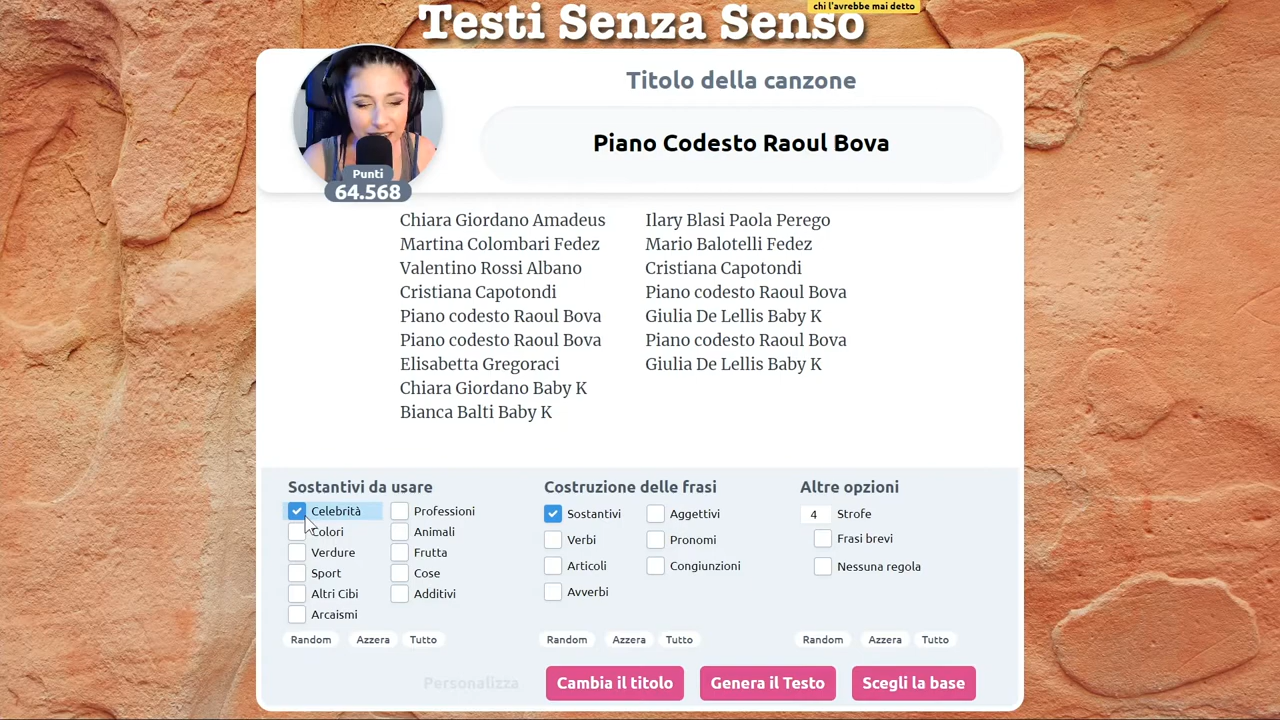 chi l'avrebbe mai detto
Testi Senza Senso
Titolo della canzone
Piano Codesto Raoul Bova
Punti
64.568
Chiara Giordano Amadeus
Martina Colombari Fedez
Valentino Rossi Albano
Cristiana Capotondi
Piano codesto Raoul Bova
Piano codesto Raoul Bova
Elisabetta Gregoraci
Chiara Giordano Baby K
Bianca Balti Baby K
Ilary Blasi Paola Perego
Mario Balotelli Fedez
Cristiana Capotondi
Piano codesto Raoul Bova
Giulia De Lellis Baby K
Piano codesto Raoul Bova
Giulia De Lellis Baby K
Sostantivi da usare
Celebrità
Professioni
Colori
Animali
Verdure
Frutta
Sport
Cose
Altri Cibi
Additivi
Arcaismi
Random Azzera Tutto
Costruzione delle frasi
Sostantivi
Aggettivi
Verbi
Pronomi
Articoli
Congiunzioni
Avverbi
Random Azzera Tutto
Altre opzioni
4 Strofe
Frasi brevi
Nessuna regola
Random Azzera Tutto
Personalizza
Cambia il titolo
Genera il Testo
Scegli la base